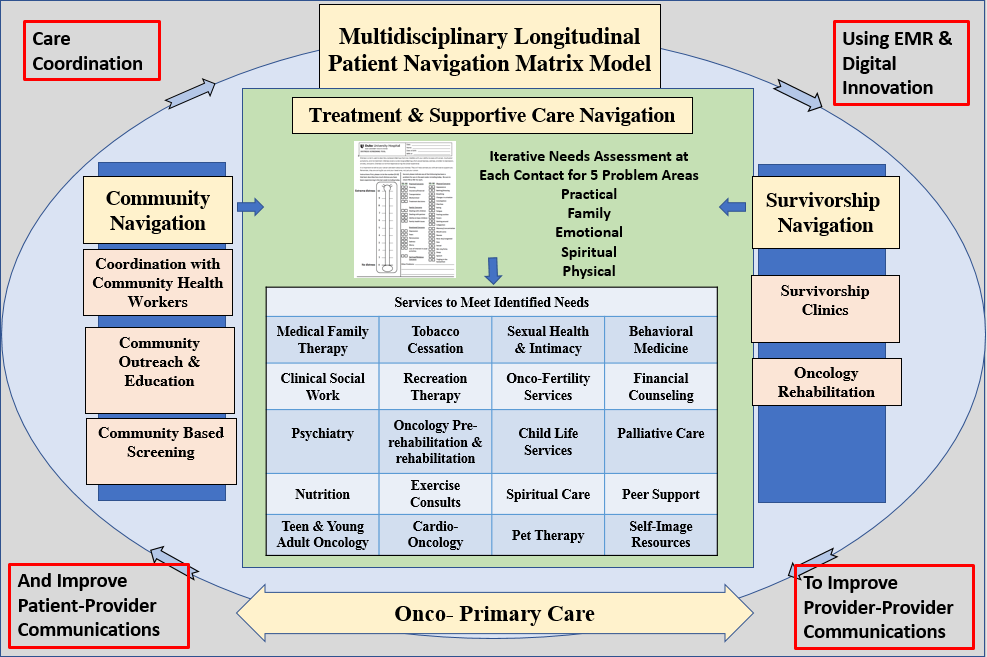 Multidisciplinary Longitudinal
Patient Navigation Matrix Model
Care
Coordination
Using EMR &
Digital
Innovation
Treatment & Supportive Care Navigation
Duke University Hospital
Iterative Needs Assessment at
Each Contact for 5 Problem Areas
Practical
Family
Emotional
Spiritual
Physical
Community
Navigation
Coordination with
Community Health
Workers
Community
Outreach &
Education
Community Based
Screening
Services to Meet Identified Needs
Medical Family
Therapy
Tobacco
Cessation
Sexual Health
& Intimacy
Behavioral
Medicine
Clinical Social
Work
Recreation
Therapy
Onco-Fertility
Services
Financial
Counseling
Psychiatry
Oncology Pre-
rehabilitation &
rehabilitation
Child Life
Services
Palliative Care
Nutrition
Exercise
Consults
Spiritual Care
Peer Support
Teen & Young
Adult Oncology
Cardio-
Oncology
Pet Therapy
Self-Image
Resources
Survivorship
Navigation
Survivorship
Clinics
Oncology
Rehabilitation
And Improve
Patient-Provider
Communications
Onco- Primary Care
To Improve
Provider-Provider
Communications